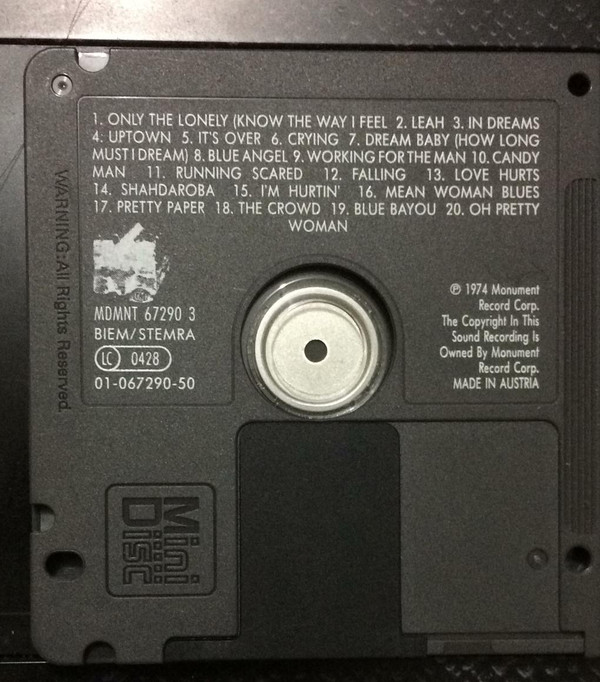 1. ONLY THE LONELY (KNOW THE WAY I FEEL 2. LEAH 3. IN DREAMS
4: UPTOWN 5. IT'S OVER 6. CRYING 7. DREAM BABY (HOW LONG
MUST I DREAM) 8. BLUE ANGEL 9. WORKING FOR THE MAN 10. CANDY
MAN 11. RUNNING SCARED 12. FALLING 13. LOVE HURTS
14. SHAHDAROBA 15. I'M HURTIN' 16. MEAN WOMAN BLUES
17. PRETTY PAPER 18. THE CROWD 19. BLUE BAYOU 20. OH PRETTY
WOMAN
MDMNT 67290 3
BIEM/STEMRA
LC 0428
01-067290-50
℗ 1974 Monument
Record Corp.
The Copyright In This
Sound Recording Is
Owned By Monument
Record Corp.
MADE IN AUSTRIA
WARNING:All Rights Reserved.
Mini
Disc